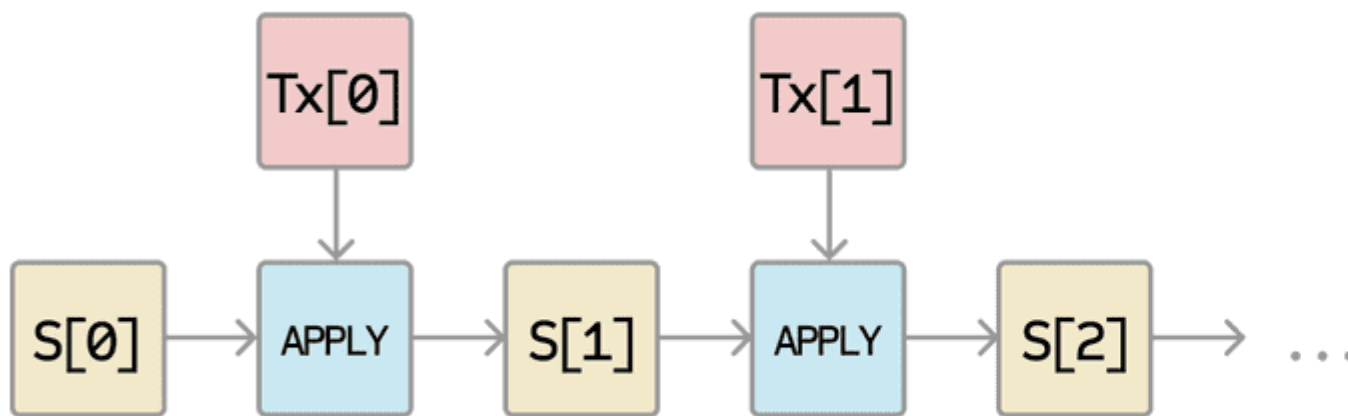 Tx[0]
Tx[1]
S[0]
APPLY
S[1]
APPLY
S[2]
...